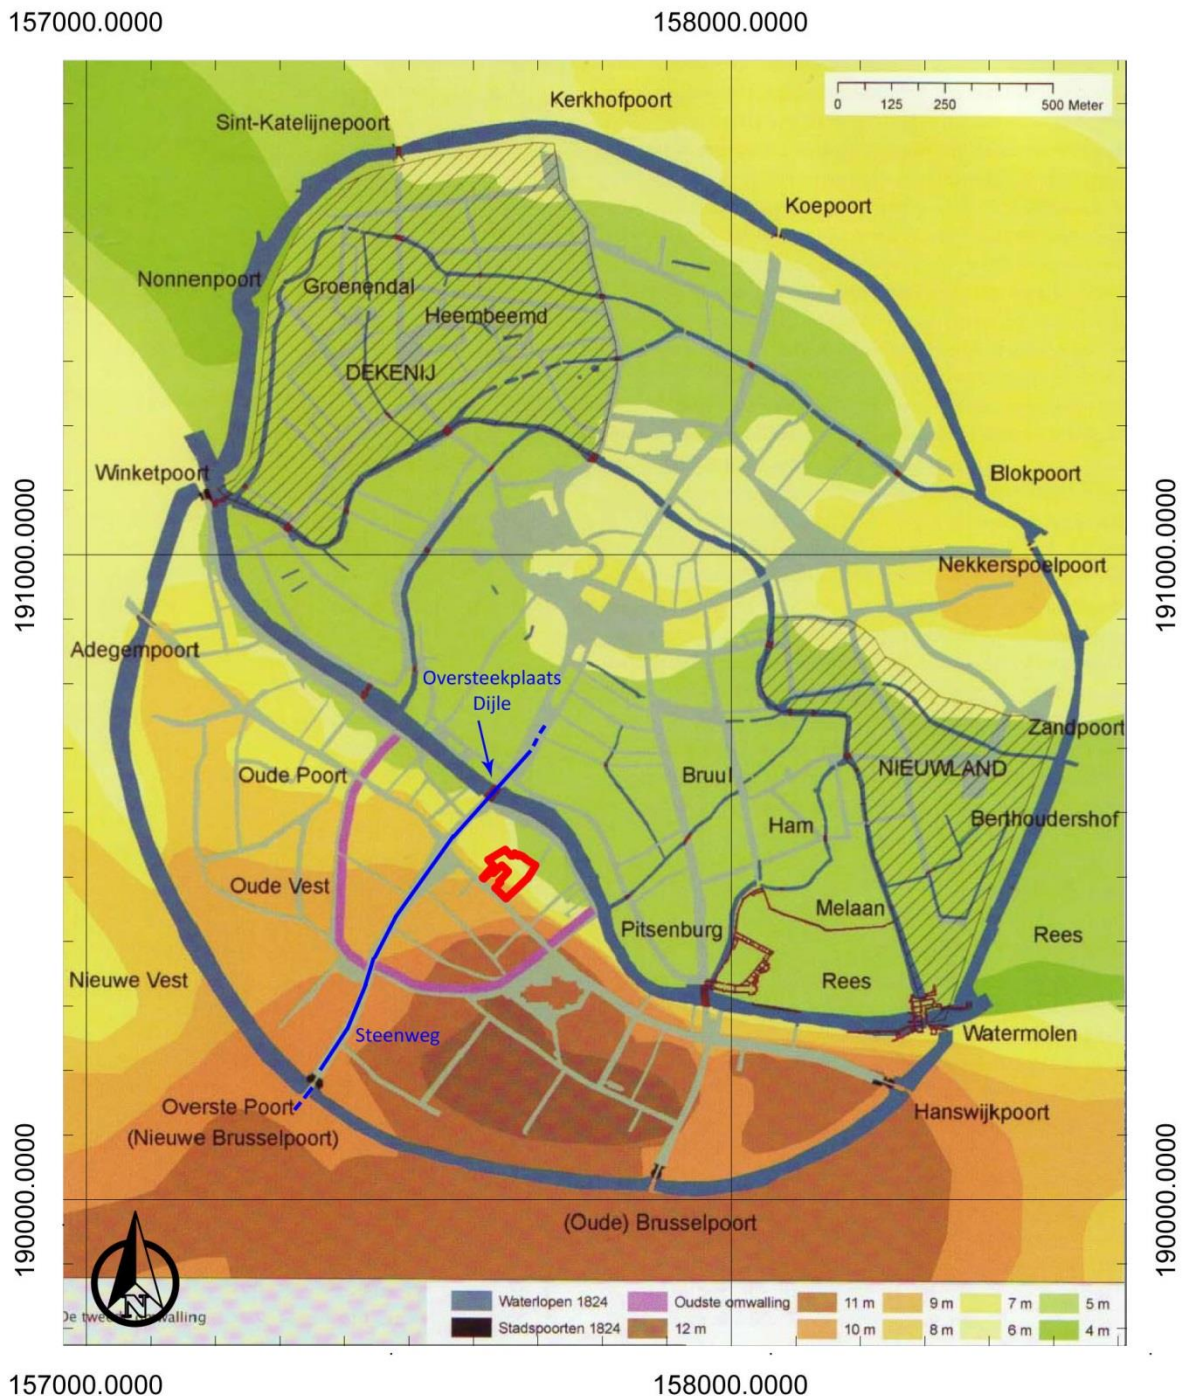 157000.0000
158000.0000
Kerkhofpoort
0 125 250 500 Meter
Sint-Katelijnepoort
Koepoort
Nonnenpoort
Groenendal
Heembeemd
DEKENIJ
Winketpoort
Blokpoort
191000.0000
191000.0000
Nekkerspoelpoort
Adegempoort
Oversteekplaats
Dijle
Zandpoort
Oude Poort
Bruul
NIEUWLAND
Ham
Berthoudershof
Oude Vest
Melaan
Pitsenburg
Rees
Nieuwe Vest
Rees
Steenweg
Watermolen
Overste Poort
(Nieuwe Brusselpoort)
Hanswijkpoort
190000.0000
190000.0000
(Oude) Brusselpoort
N
Waterlopen 1824
Oudste omwalling
11 m
9 m
7 m
5 m
Stadspoorten 1824
12 m
10 m
8 m
6 m
4 m
157000.0000
158000.0000